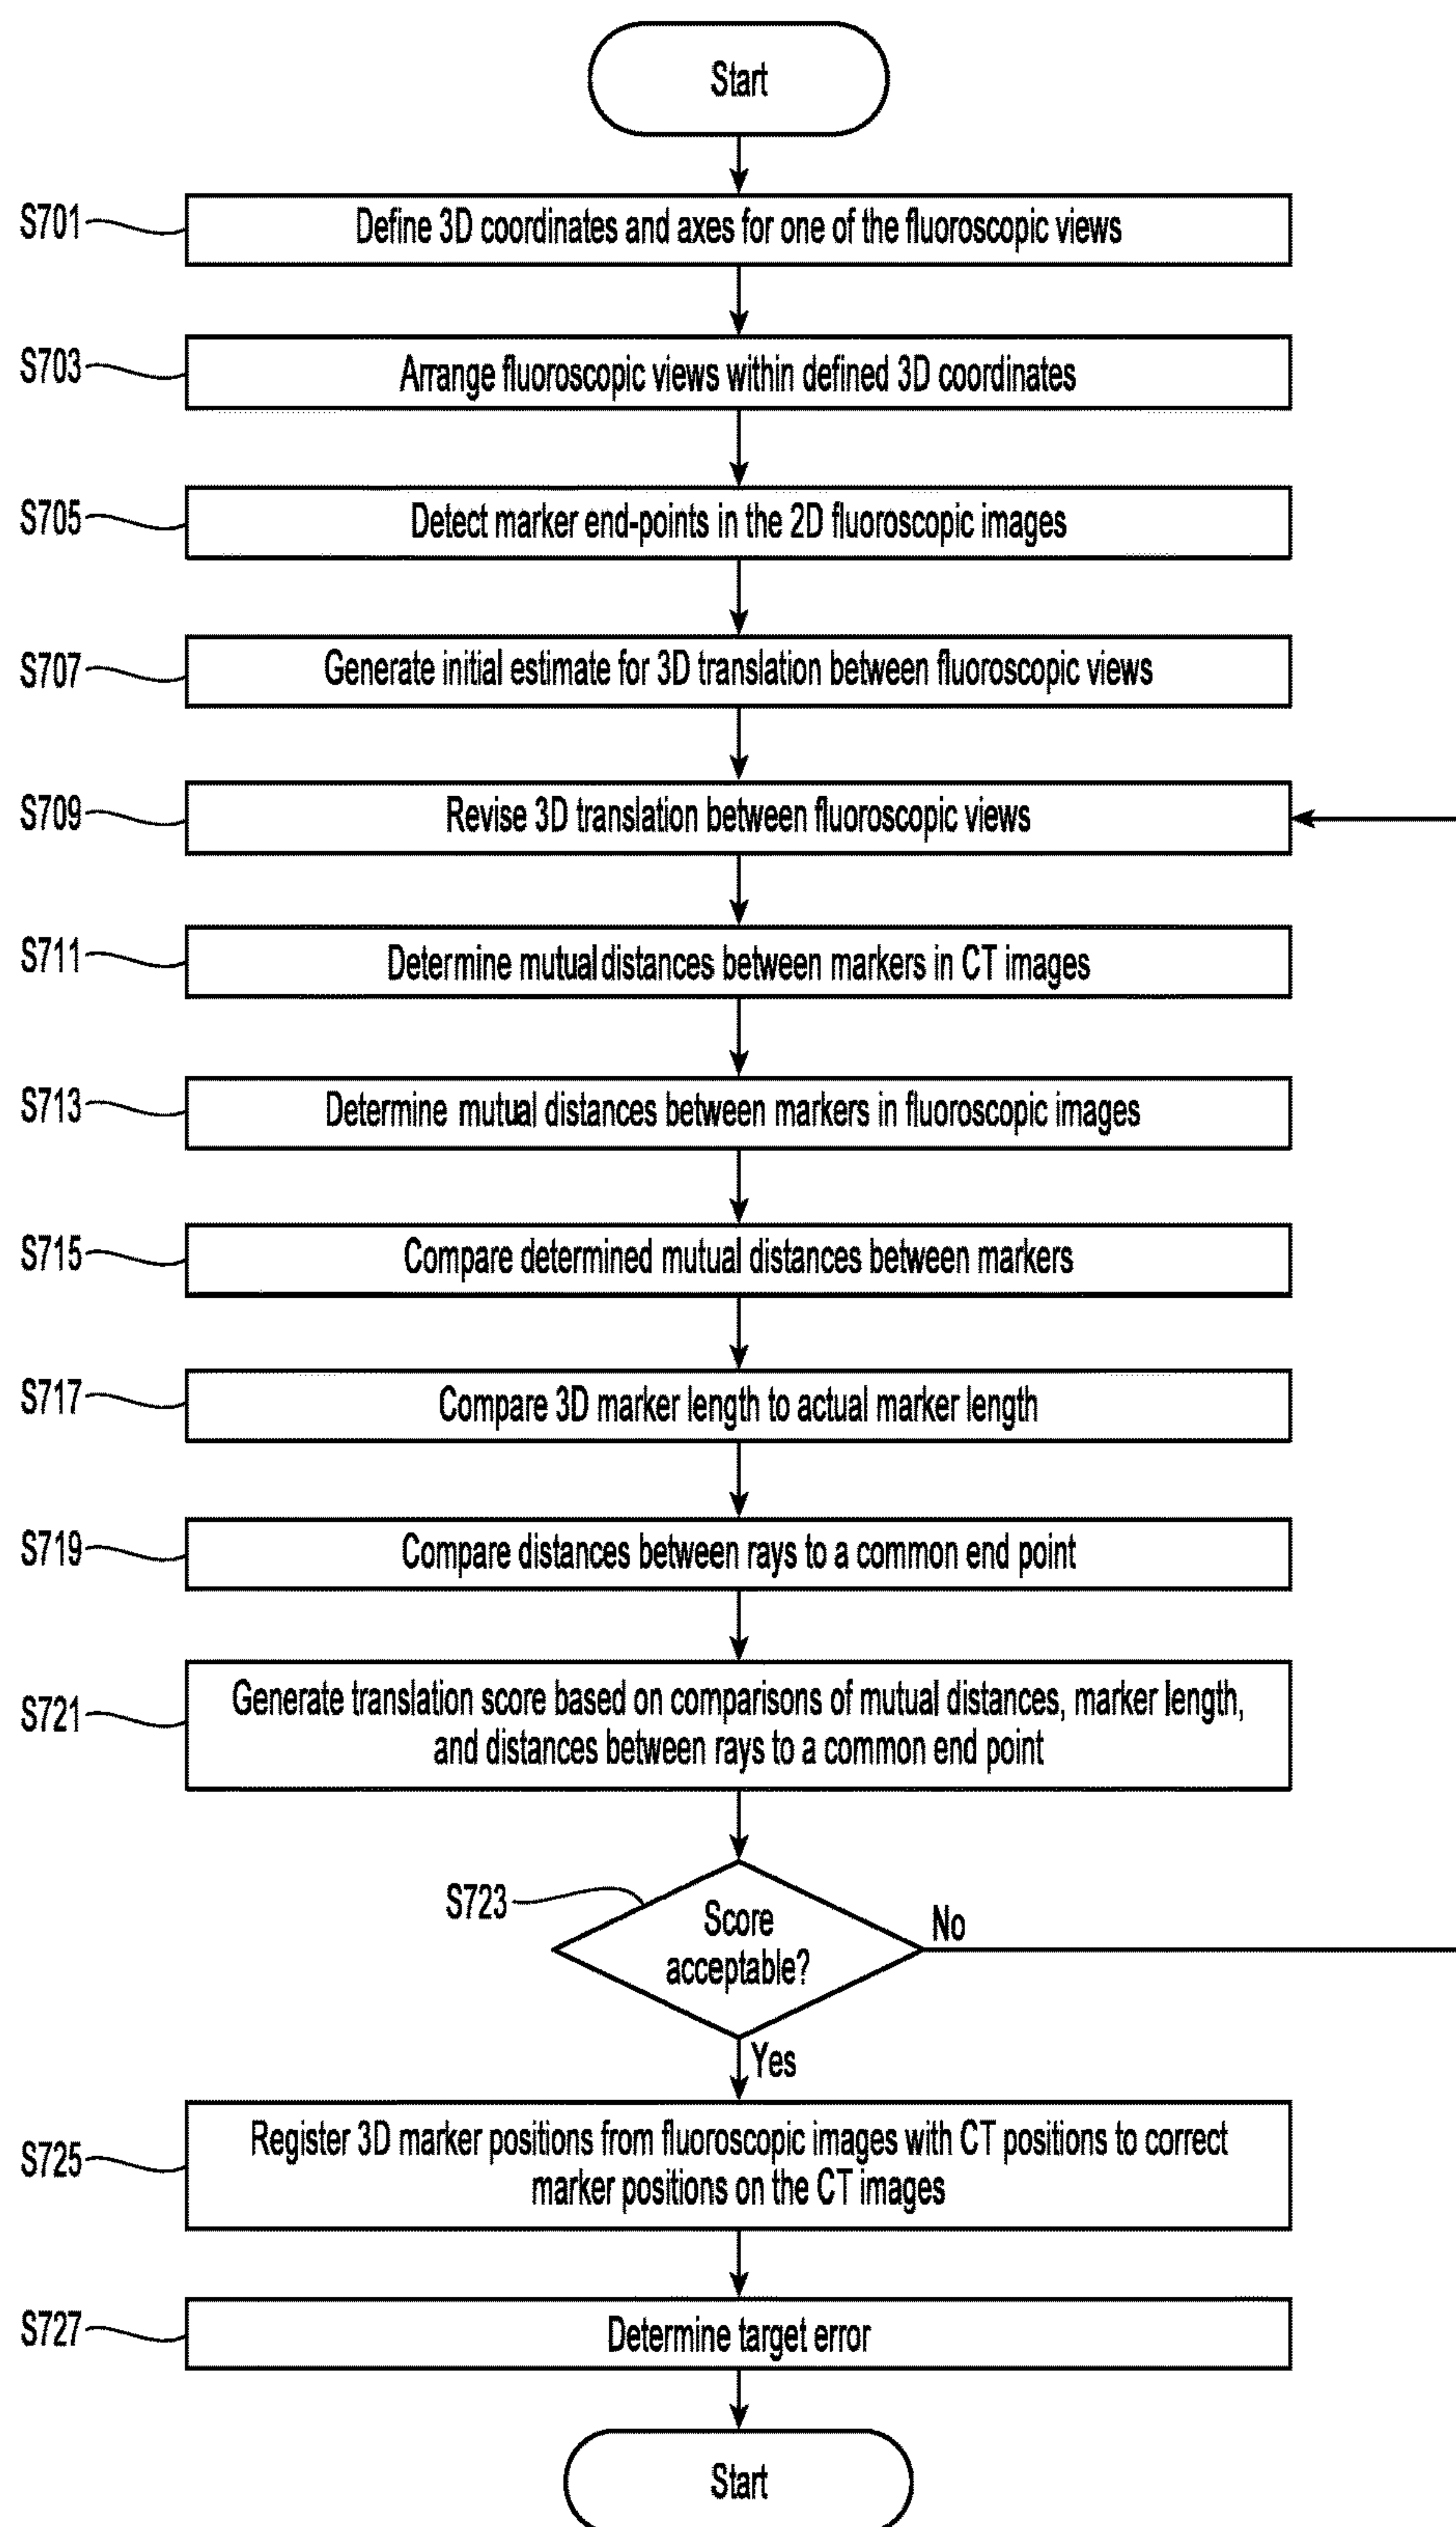 Start
S701
Define 3D coordinates and axes for one of the fluoroscopic views
S703
Arrange fluoroscopic views within defined 3D coordinates
S705
Detect marker end-points in the 2D fluoroscopic images
S707
Generate initial estimate for 3D translation between fluoroscopic views
S709
Revise 3D translation between fluoroscopic views
S711
Determine mutual distances between markers in CT images
S713
Determine mutual distances between markers in fluoroscopic images
S715
Compare determined mutual distances between markers
S717
Compare 3D marker length to actual marker length
S719
Compare distances between rays to a common end point
S721
Generate translation score based on comparisons of mutual distances, marker length,
and distances between rays to a common end point
S723
Score
acceptable?
No
Yes
S725
Register 3D marker positions from fluoroscopic images with CT positions to correct
marker positions on the CT images
S727
Determine target error
Start